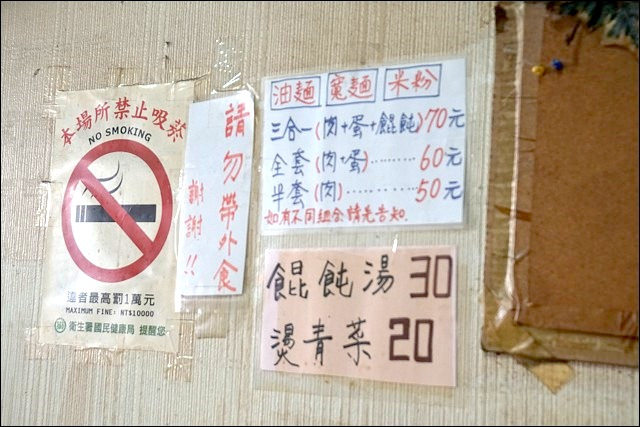 本場所禁止吸菸
NO SMOKING
違者最高罰1萬元
MAXIMUM FINE: NT$10000
衛生署國民健康局 提醒您
請勿帶外食
謝謝!!
油麵 寬麵 米粉
三合一(肉+蛋+餛飩)70元
全套(肉+蛋)........60元
半套(肉)..........50元
如有不同組合請先告知.
餛飩湯 30
燙青菜 20